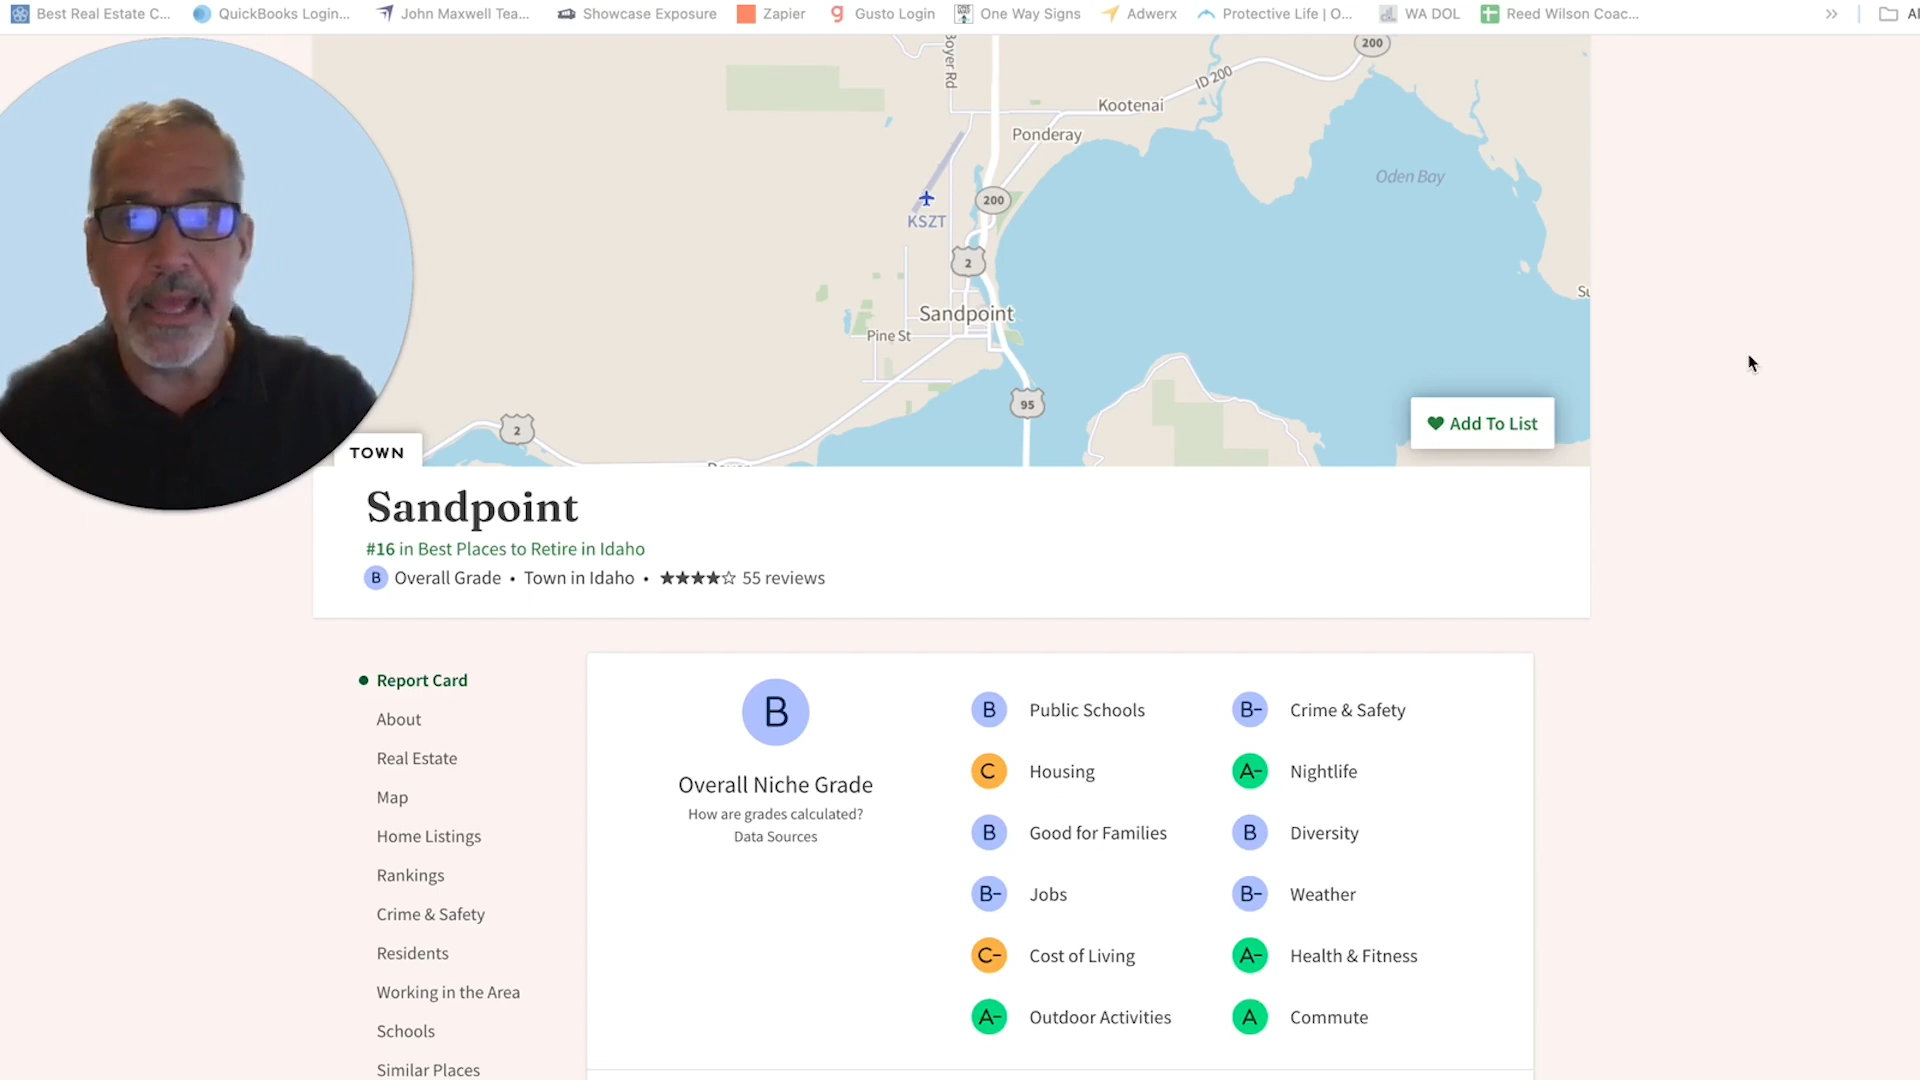 Best Real Estate C...
QuickBooks Login...
John Maxwell Tea...
Showcase Exposure
Zapier
Gusto Login
One Way Signs
Adwerx
Protective Life | O...
WA DOL
Reed Wilson Coac...
Boyer Rd
200
ID 200
Kootenai
Ponderay
Oden Bay
KSZT
200
2
Sandpoint
Pine St
95
2
Add To List
TOWN
Sandpoint
#16 in Best Places to Retire in Idaho
B Overall Grade • Town in Idaho • ★★★★☆ 55 reviews
Report Card
About
Real Estate
Map
Home Listings
Rankings
Crime & Safety
Residents
Working in the Area
Schools
Similar Places
B
Overall Niche Grade
How are grades calculated?
Data Sources
B Public Schools
B- Crime & Safety
C Housing
A- Nightlife
B Good for Families
B Diversity
B- Jobs
B- Weather
C- Cost of Living
A- Health & Fitness
A- Outdoor Activities
A Commute